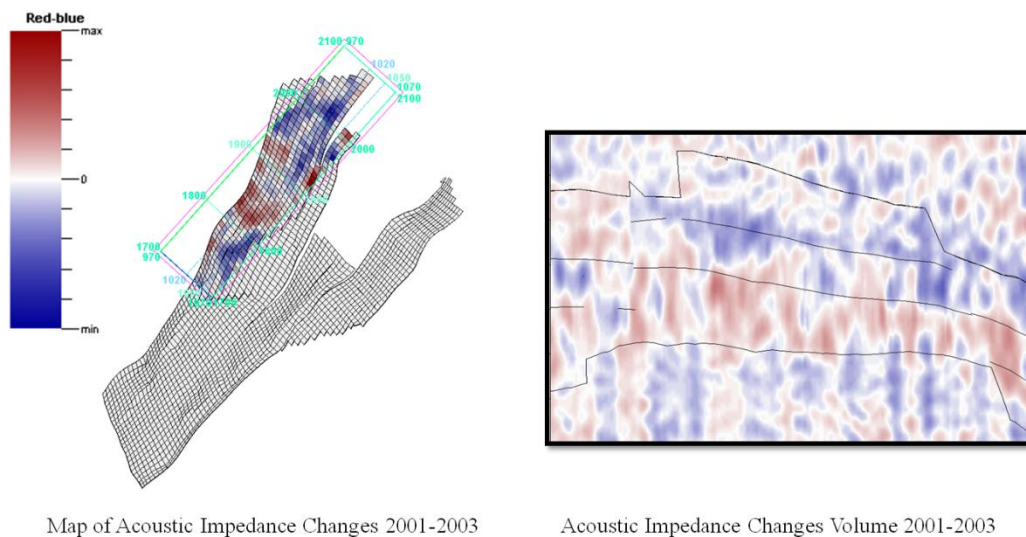 Red-blue
max
0
min
2100 970
1020
1050
1070
2100
2000
1900
1800
1700
970
1020
Map of Acoustic Impedance Changes 2001-2003
Acoustic Impedance Changes Volume 2001-2003